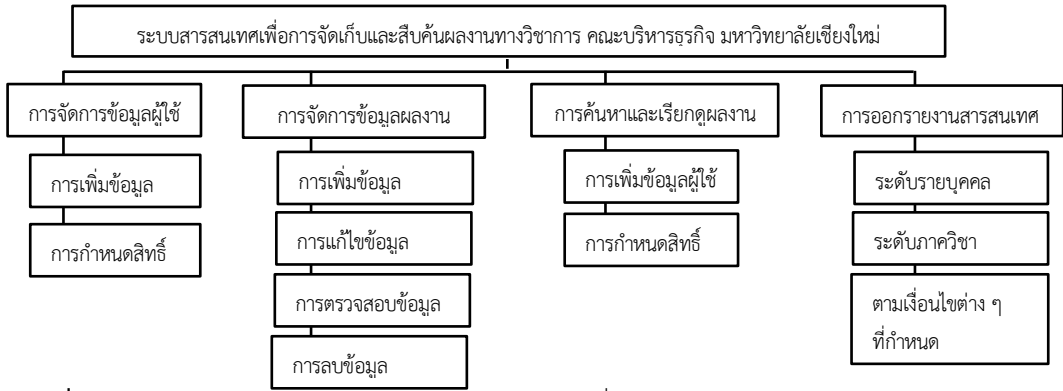 ระบบสารสนเทศเพื่อการจัดเก็บและสืบค้นผลงานทางวิชาการ คณะบริหารธุรกิจ มหาวิทยาลัยเชียงใหม่
การจัดการข้อมูลผู้ใช้
การเพิ่มข้อมูล
การกำหนดสิทธิ์
การจัดการข้อมูลผลงาน
การเพิ่มข้อมูล
การแก้ไขข้อมูล
การตรวจสอบข้อมูล
การลบข้อมูล
การค้นหาและเรียกดูผลงาน
การเพิ่มข้อมูลผู้ใช้
การกำหนดสิทธิ์
การออกรายงานสารสนเทศ
ระดับรายบุคคล
ระดับภาควิชา
ตามเงื่อนไขต่าง ๆ
ที่กำหนด